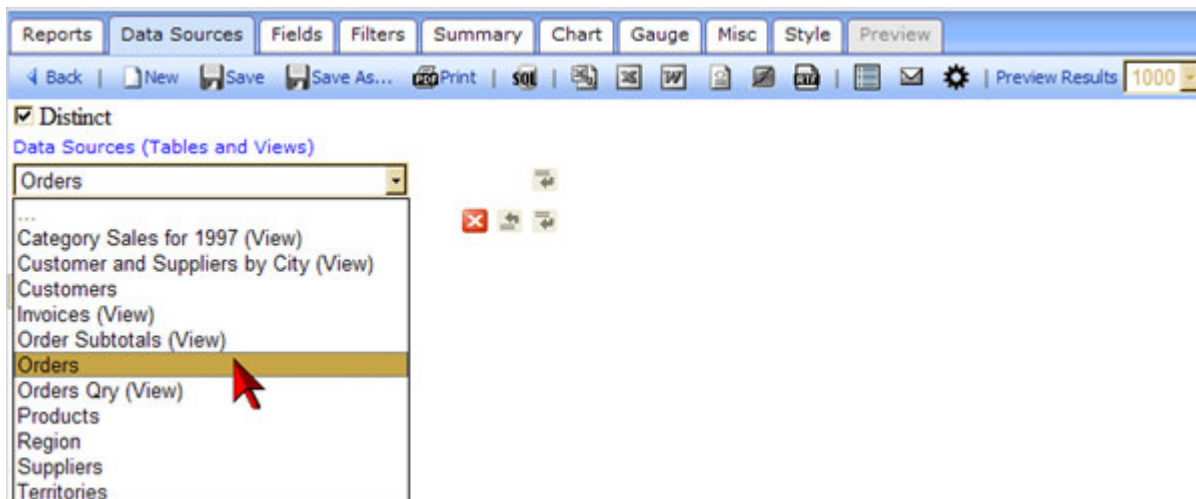 Reports Data Sources Fields Filters Summary Chart Gauge Misc Style Preview
Back | New Save Save As... Print | SQL | | Preview Results 1000
Distinct
Data Sources (Tables and Views)
Orders
...
Category Sales for 1997 (View)
Customer and Suppliers by City (View)
Customers
Invoices (View)
Order Subtotals (View)
Orders
Orders Qry (View)
Products
Region
Suppliers
Territories